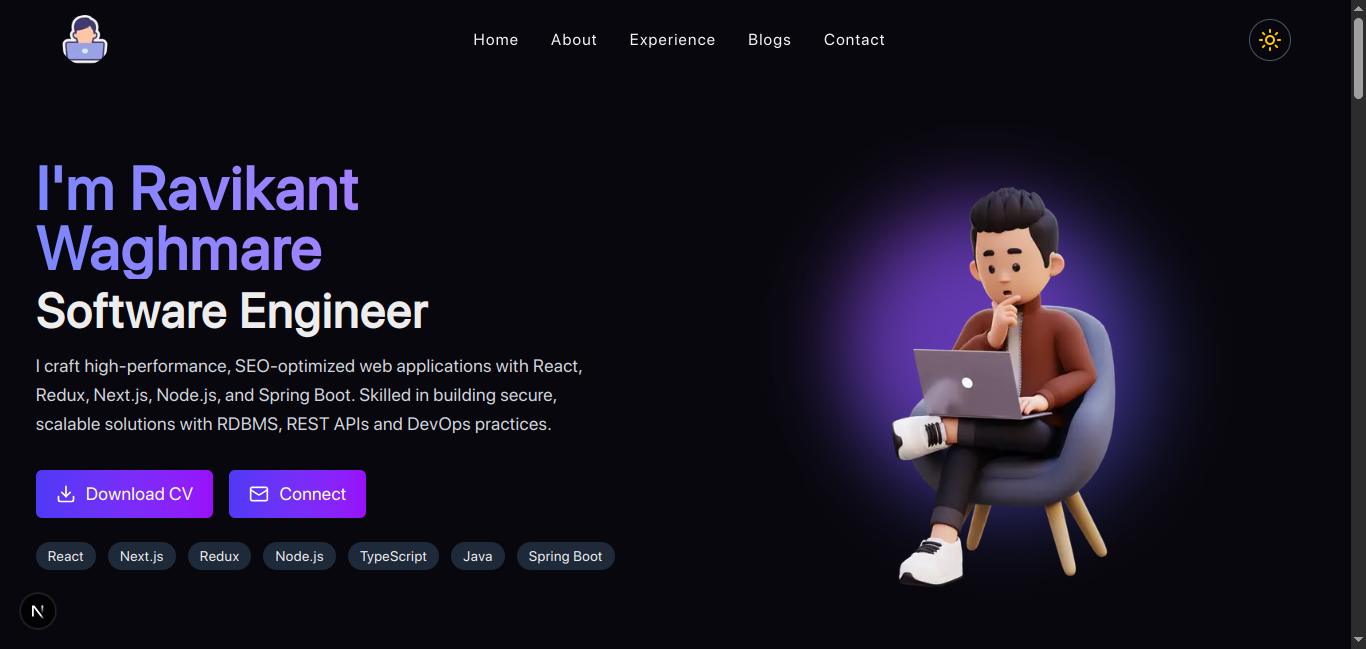 Home About Experience Blogs Contact
I'm Ravikant
Waghmare
Software Engineer
I craft high-performance, SEO-optimized web applications with React,
Redux, Next.js, Node.js, and Spring Boot. Skilled in building secure,
scalable solutions with RDBMS, REST APIs and DevOps practices.
Download CV Connect
React Next.js Redux Node.js TypeScript Java Spring Boot
N